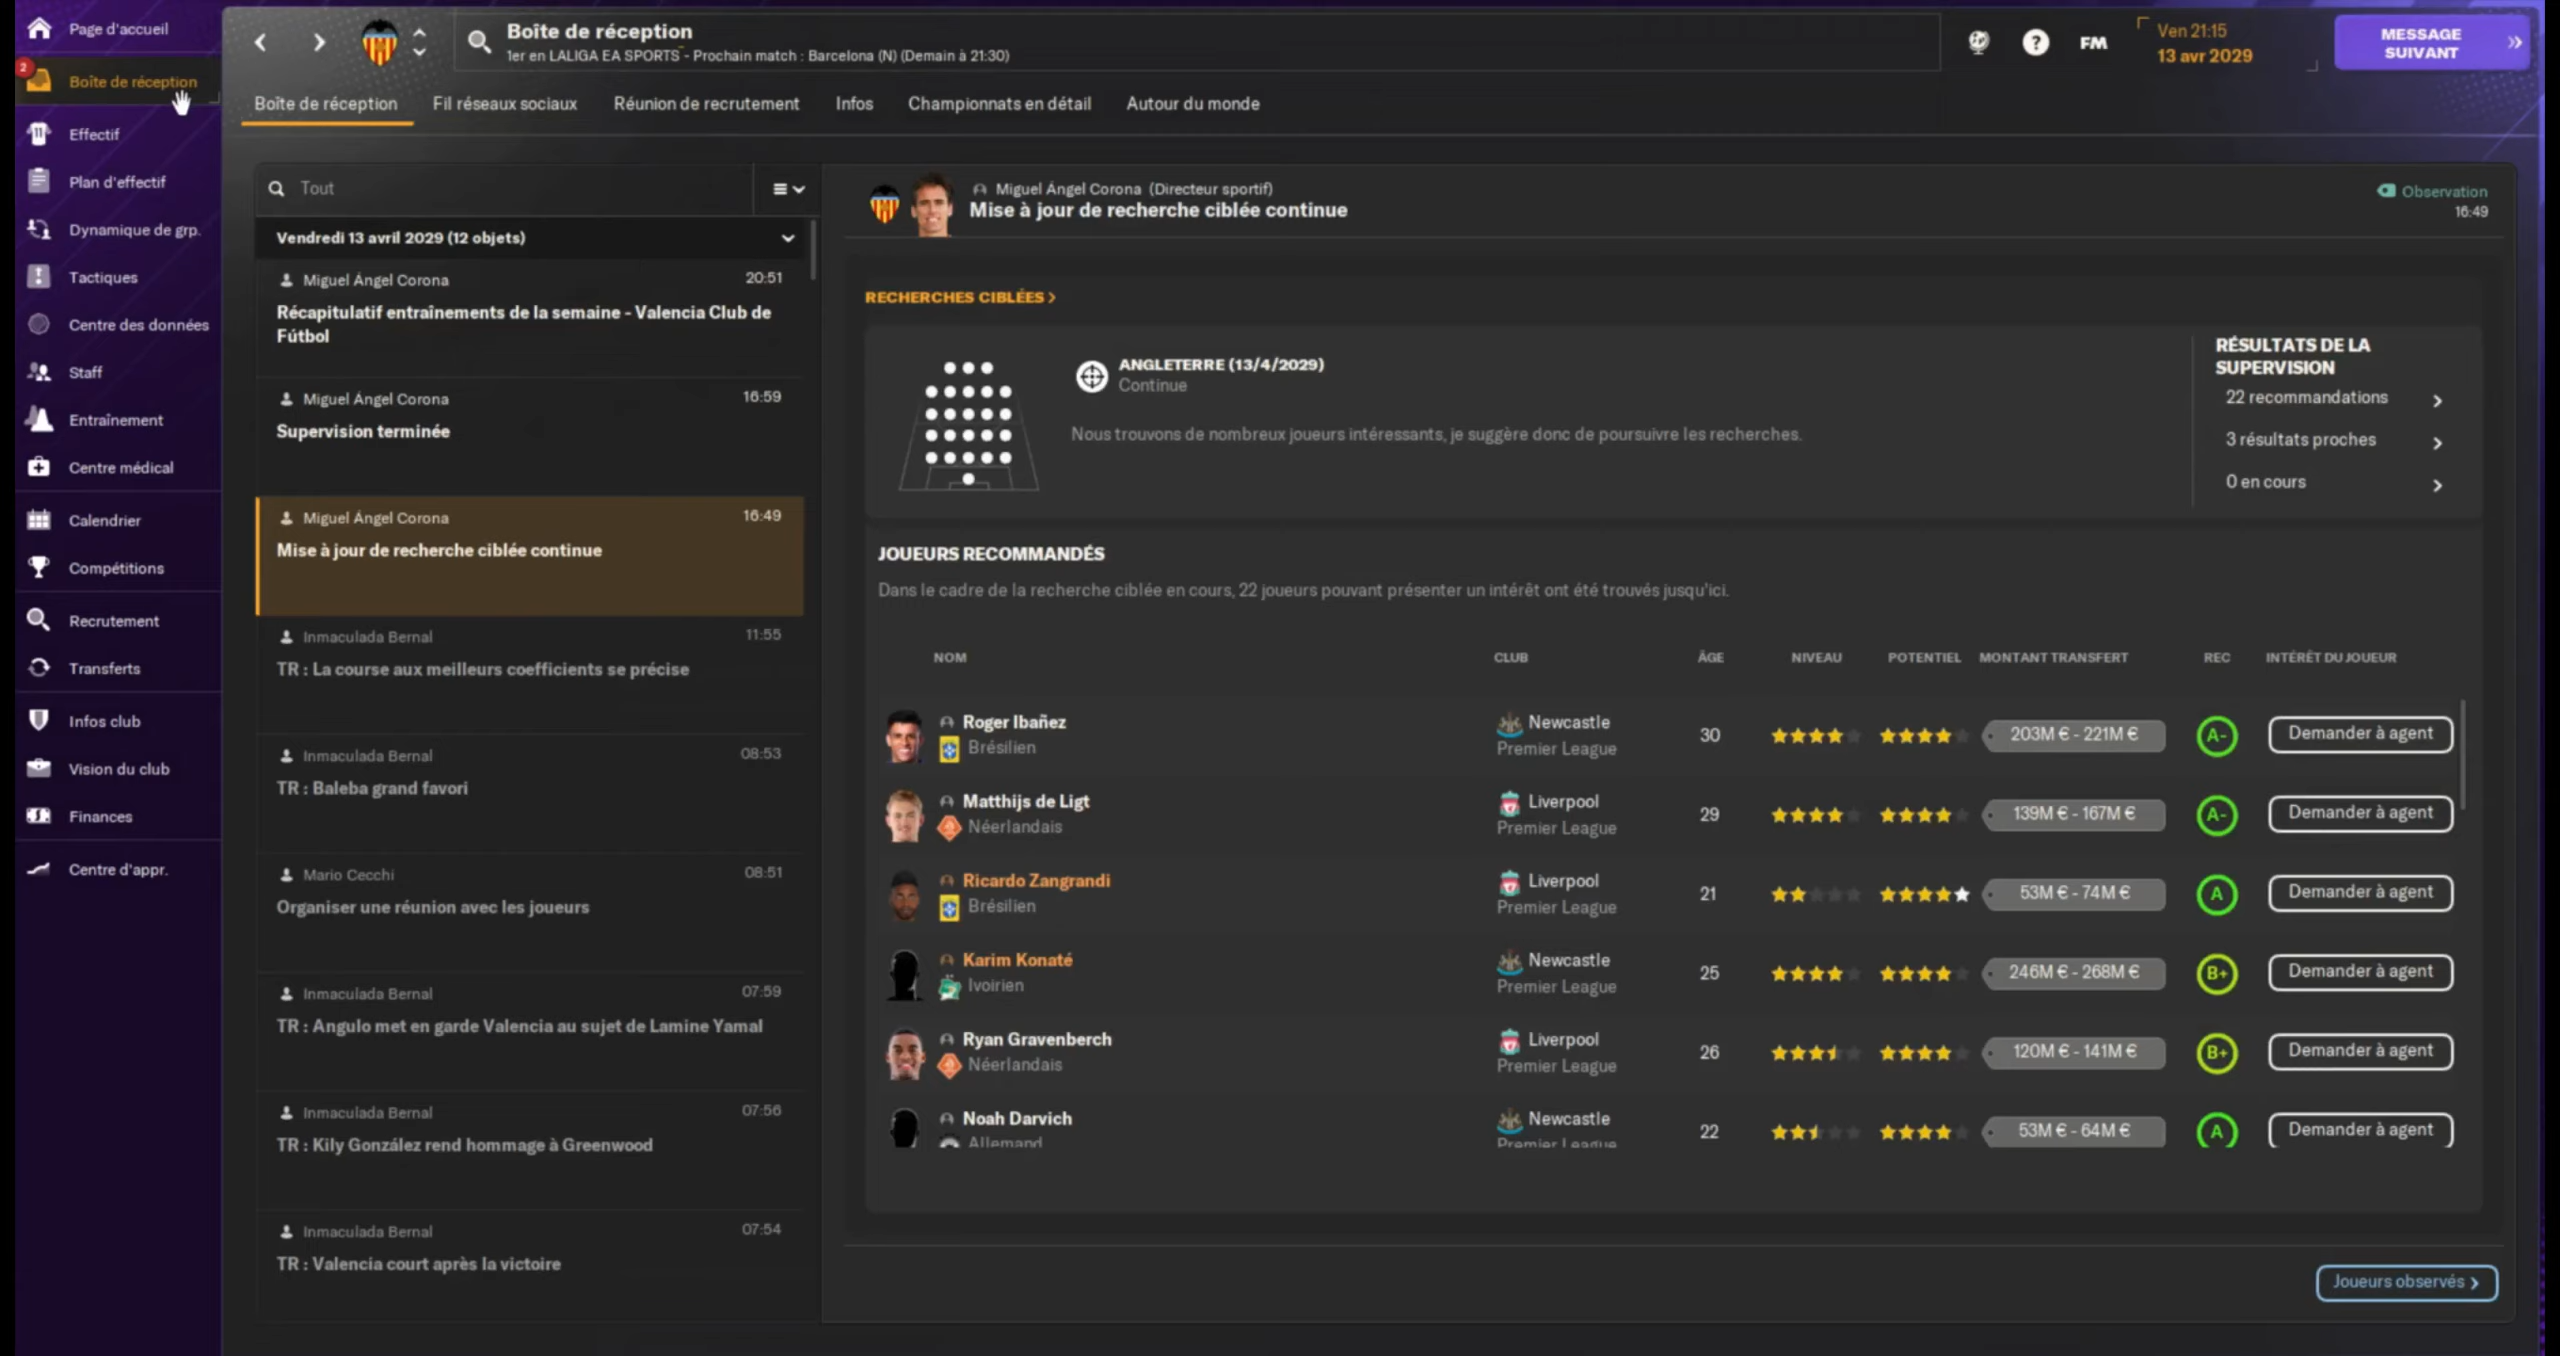 Page d'accueil
2
Boîte de réception
Effectif
Plan d'effectif
Dynamique de grp.
Tactiques
Centre des données
Staff
Entraînement
Centre médical
Calendrier
Compétitions
Recrutement
Transferts
Infos club
Vision du club
Finances
Centre d'appr.
Boîte de réception
1er en LALIGA EA SPORTS - Prochain match : Barcelona (N) (Demain à 21:30)
?
FM
Ven 21:15
13 avr 2029
MESSAGE
SUIVANT
Boîte de réception Fil réseaux sociaux Réunion de recrutement Infos Championnats en détail Autour du monde
Tout
Vendredi 13 avril 2029 (12 objets)
Miguel Ángel Corona 20:51
Récapitulatif entraînements de la semaine - Valencia Club de
Fútbol
Miguel Ángel Corona 16:59
Supervision terminée
Miguel Ángel Corona 16:49
Mise à jour de recherche ciblée continue
Inmaculada Bernal 11:55
TR : La course aux meilleurs coefficients se précise
Inmaculada Bernal 08:53
TR : Baleba grand favori
Mario Cecchi 08:51
Organiser une réunion avec les joueurs
Inmaculada Bernal 07:59
TR : Angulo met en garde Valencia au sujet de Lamine Yamal
Inmaculada Bernal 07:56
TR : Kily González rend hommage à Greenwood
Inmaculada Bernal 07:54
TR : Valencia court après la victoire
Miguel Ángel Corona (Directeur sportif)
Mise à jour de recherche ciblée continue
Observation
16:49
RECHERCHES CIBLÉES >
ANGLETERRE (13/4/2029)
Continue
Nous trouvons de nombreux joueurs intéressants, je suggère donc de poursuivre les recherches.
RÉSULTATS DE LA
SUPERVISION
22 recommandations
3 résultats proches
0 en cours
JOUEURS RECOMMANDÉS
Dans le cadre de la recherche ciblée en cours, 22 joueurs pouvant présenter un intérêt ont été trouvés jusqu'ici.
NOM CLUB ÂGE NIVEAU POTENTIEL MONTANT TRANSFERT REC INTÉRÊT DU JOUEUR
Roger Ibañez Newcastle 30 203M € - 221M € A- Demander à agent
Brésilien Premier League
Matthijs de Ligt Liverpool 29 139M € - 167M € A- Demander à agent
Néerlandais Premier League
Ricardo Zangrandi Liverpool 21 53M € - 74M € A Demander à agent
Brésilien Premier League
Karim Konaté Newcastle 25 246M € - 268M € B+ Demander à agent
Ivoirien Premier League
Ryan Gravenberch Liverpool 26 120M € - 141M € B+ Demander à agent
Néerlandais Premier League
Noah Darvich Newcastle 22 53M € - 64M € A Demander à agent
Allemand Premier League
Joueurs observés >